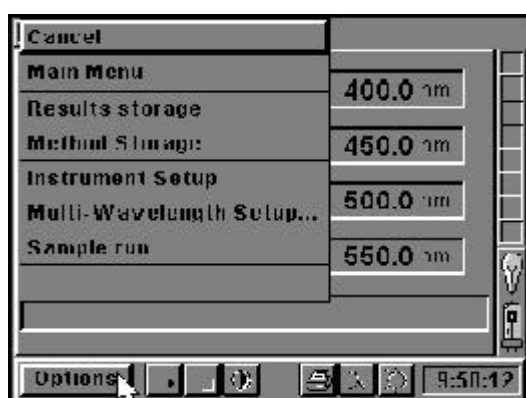 Cancel
Main Menu
400.0 nm
Results storage
Method Storage
450.0 nm
Instrument Setup
500.0 nm
Multi-Wavelength Setup...
Sample run
550.0 nm
Options
9:50:12